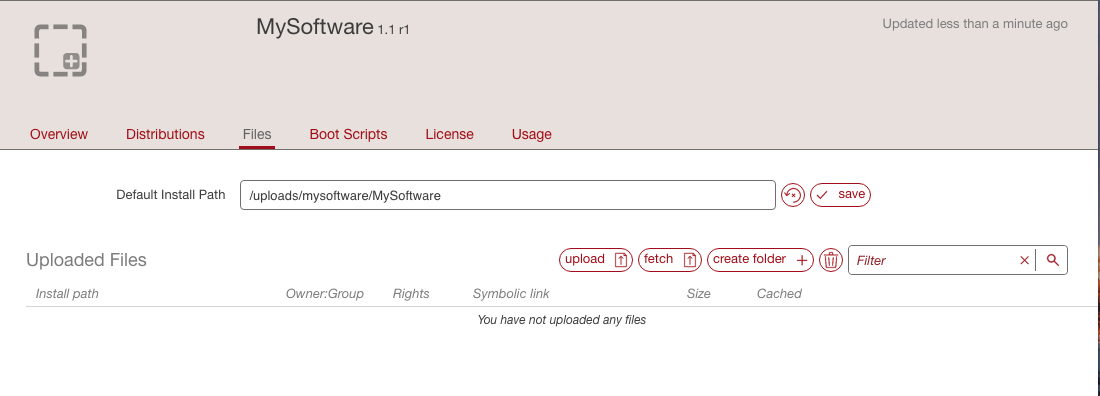 MySoftware 1.1 r1
Updated less than a minute ago
Overview Distributions Files Boot Scripts License Usage
Default Install Path /uploads/mysoftware/MySoftware save
Uploaded Files upload fetch create folder Filter
Install path Owner:Group Rights Symbolic link Size Cached
You have not uploaded any files